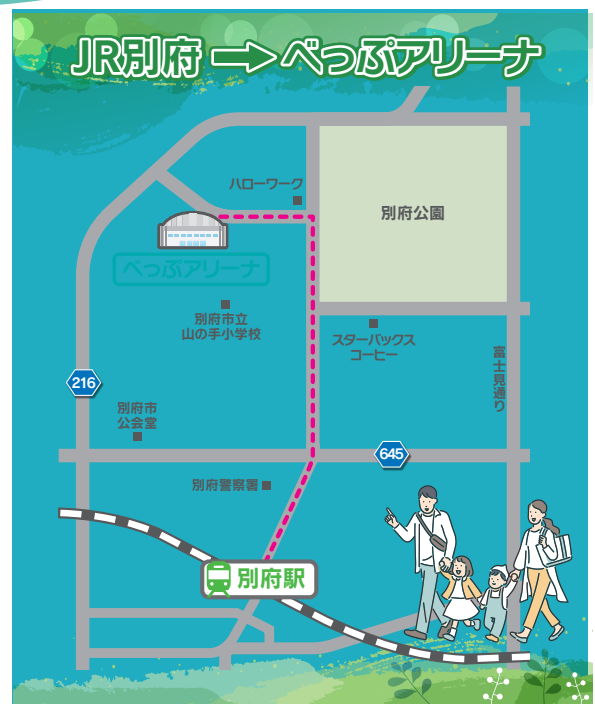 JR別府→べっぷアリーナ
ハローワーク
別府公園
べっぷアリーナ
別府市立
山の手小学校
スターバックス
コーヒー
富士見通り
216
別府市
公会堂
645
別府警察署
別府駅